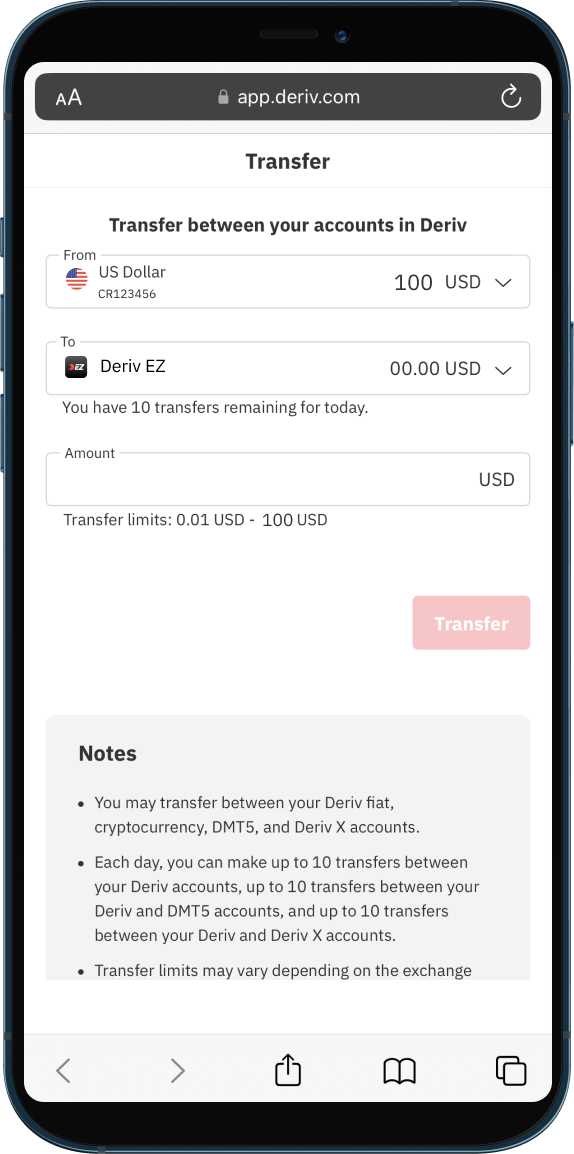 AA
app.deriv.com
Transfer
Transfer between your accounts in Deriv
From
US Dollar
CR123456
100 USD
To
EZ
Deriv EZ
00.00 USD
You have 10 transfers remaining for today.
Amount
USD
Transfer limits: 0.01 USD - 100 USD
Transfer
Notes
• You may transfer between your Deriv fiat,
cryptocurrency, DMT5, and Deriv X accounts.
• Each day, you can make up to 10 transfers between
your Deriv accounts, up to 10 transfers between your
Deriv and DMT5 accounts, and up to 10 transfers
between your Deriv and Deriv X accounts.
• Transfer limits may vary depending on the exchange